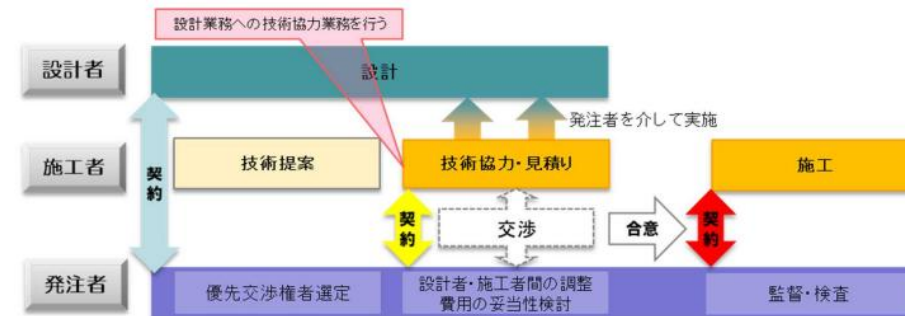 設計業務への技術協力業務を行う
設計者
設計
発注者を介して実施
施工者
技術提案
技術協力・見積り
施工
契約
契約
交渉
合意
契約
発注者
優先交渉権者選定
設計者・施工者間の調整
費用の妥当性検討
監督・検査